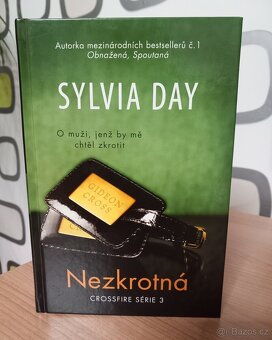 Autorka mezinárodních bestsellerů č. 1
Obnažená, Spoutaná
SYLVIA DAY
O muži, jenž by mě
chtěl zkrotit
GIDEON
CROSS
Nezkrotná
CROSSFIRE SÉRIE 3
Bazos.cz